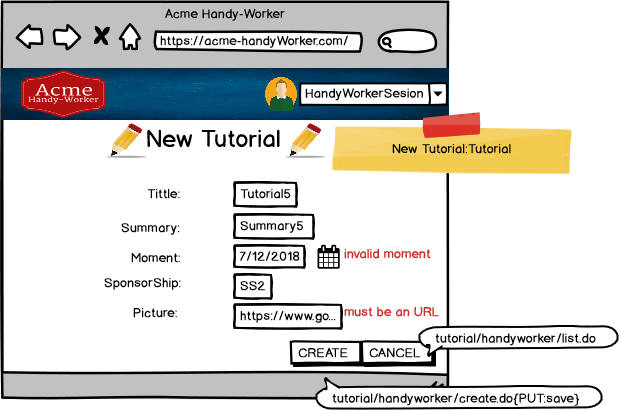 Acme Handy-Worker
https://acme-handyWorker.com/
Acme
Handy-Worker
HandyWorkerSesion
New Tutorial
New Tutorial:Tutorial
Tittle:
Tutorial5
Summary:
Summary5
Moment:
7/12/2018
invalid moment
SponsorShip:
SS2
Picture:
https://www.go...
must be an URL
tutorial/handyworker/list.do
CREATE
CANCEL
tutorial/handyworker/create.do{PUT:save}